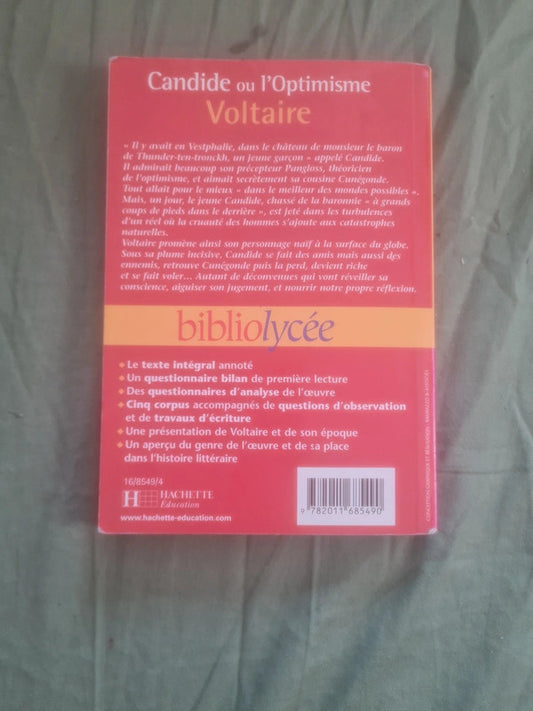 Candide ou l'Optimisme
Voltaire
« Il y avait en Vestphalie, dans le château de monsieur le baron
de Thunder-ten-tronckh, un jeune garçon » appelé Candide.
Il admirait beaucoup son précepteur Pangloss, théoricien
de l'optimisme, et aimait secrètement sa cousine Cunégonde.
Tout allait pour le mieux « dans le meilleur des mondes possibles ».
Mais, un jour, le jeune Candide, chassé de la baronnie « à grands
coups de pieds dans le derrière », est jeté dans les turbulences
d'un réel où la cruauté des hommes s'ajoute aux catastrophes
naturelles.
Voltaire promène ainsi son personnage naïf à la surface du globe.
Sous sa plume incisive, Candide se fait des amis mais aussi des
ennemis, retrouve Cunégonde puis la perd, devient riche
et se fait voler... Autant de déconvenues qui vont réveiller sa
conscience, aiguiser son jugement, et nourrir notre propre réflexion.
bibliolycée
Le texte intégral annoté
Un questionnaire bilan de première lecture
Des questionnaires d'analyse de l'œuvre
Cinq corpus accompagnés de questions d'observation
et de travaux d'écriture
Une présentation de Voltaire et de son époque
Un aperçu du genre de l'œuvre et de sa place
dans l'histoire littéraire
16/8549/4
H HACHETTE
Education
www.hachette-education.com
9 782011 685490